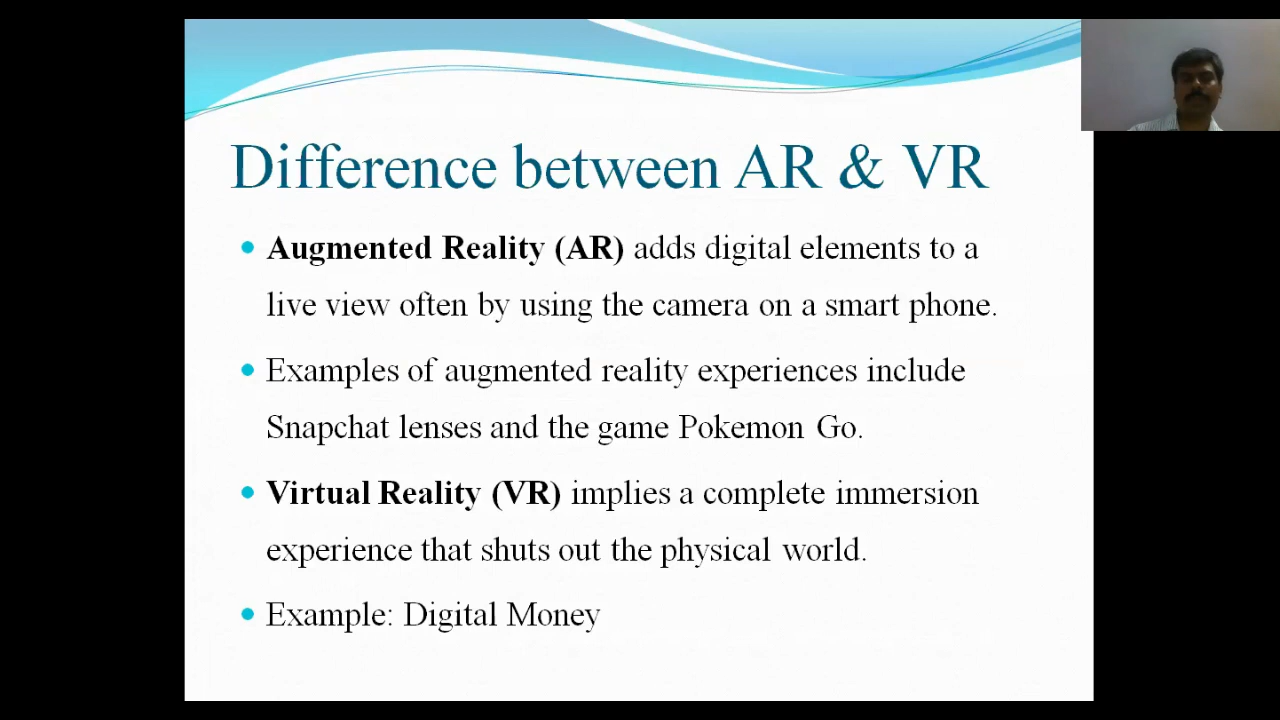 Difference between AR & VR
Augmented Reality (AR) adds digital elements to a
live view often by using the camera on a smart phone.
Examples of augmented reality experiences include
Snapchat lenses and the game Pokemon Go.
Virtual Reality (VR) implies a complete immersion
experience that shuts out the physical world.
Example: Digital Money